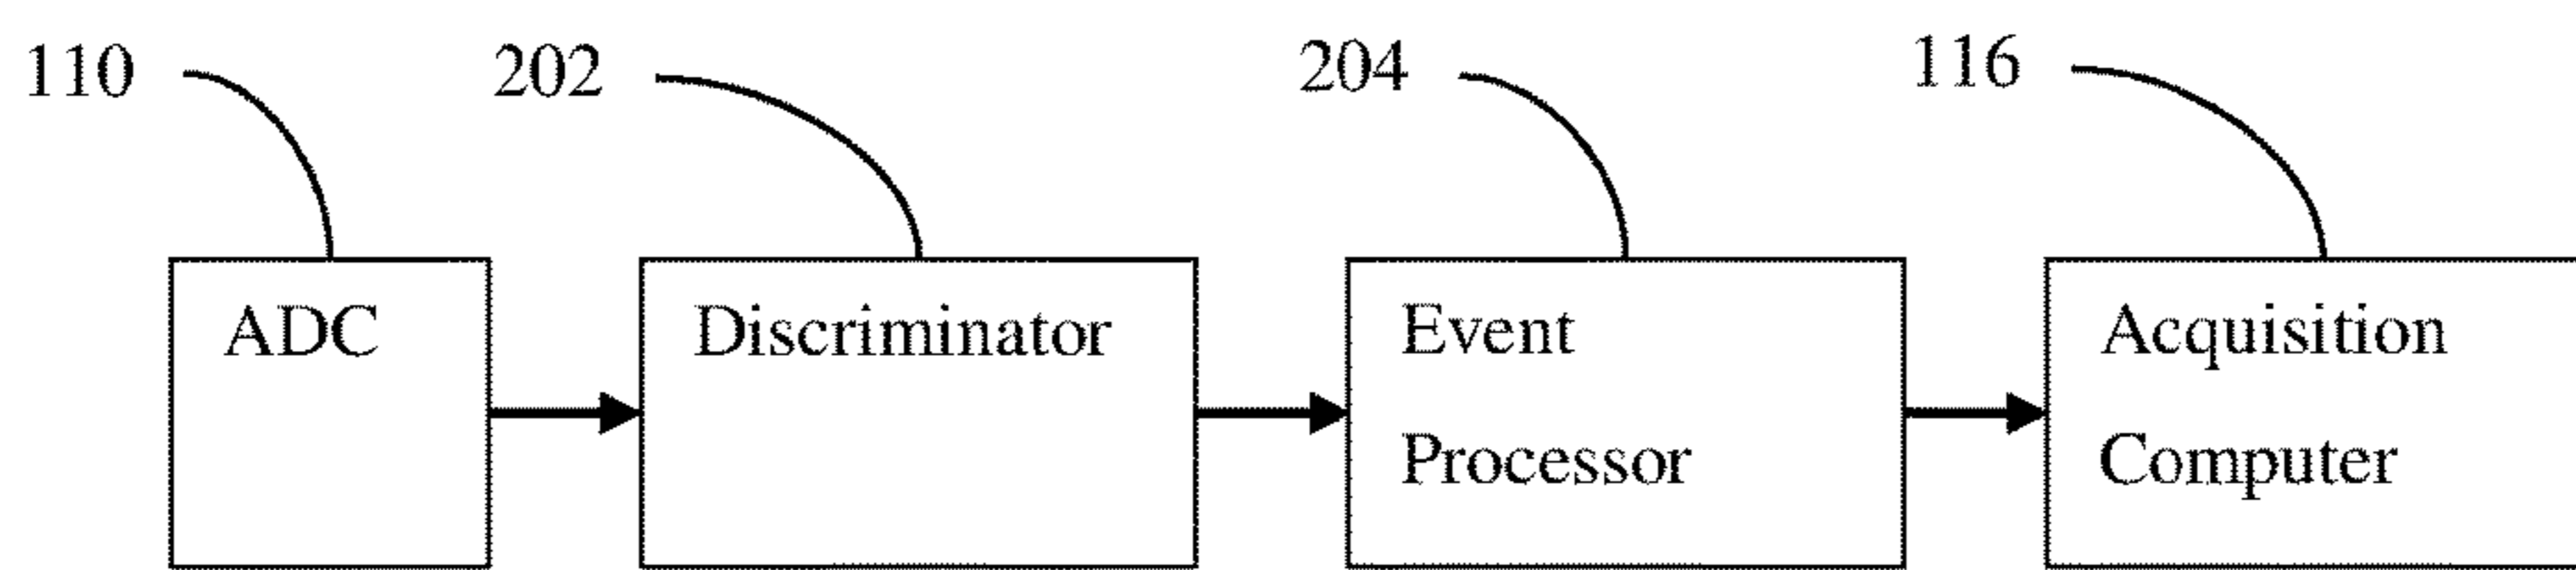 110 202 204 116
ADC Discriminator Event Acquisition
Processor Computer